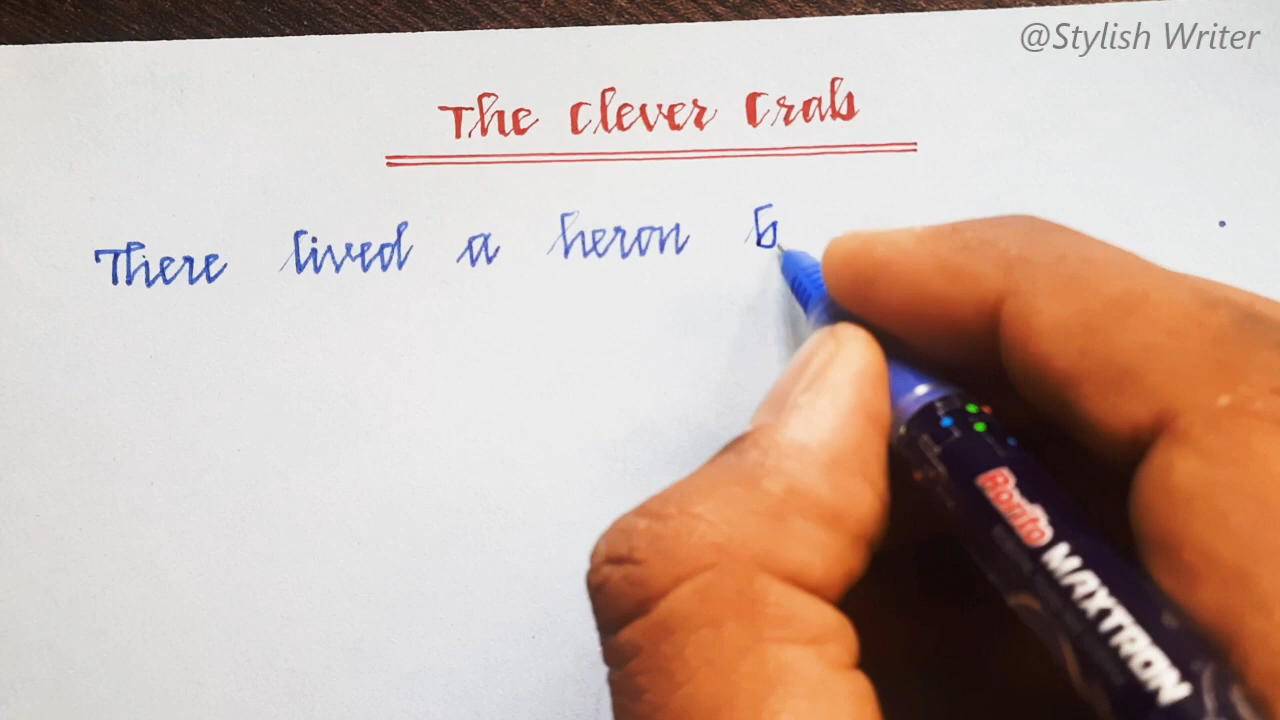 @Stylish Writer
The Clever Crab
There lived a heron b
Rorito MAXTRON